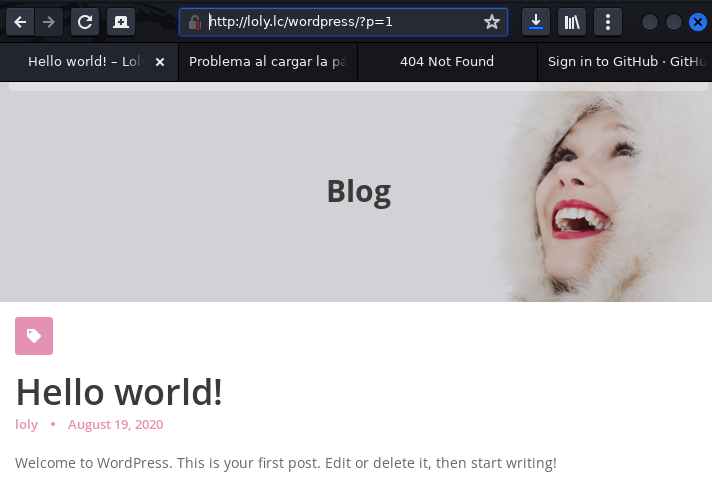 http://loly.lc/wordpress/?p=1
Hello world! – Lol
Problema al cargar la pá
404 Not Found
Sign in to GitHub · GitHu
Blog
Hello world!
loly • August 19, 2020
Welcome to WordPress. This is your first post. Edit or delete it, then start writing!